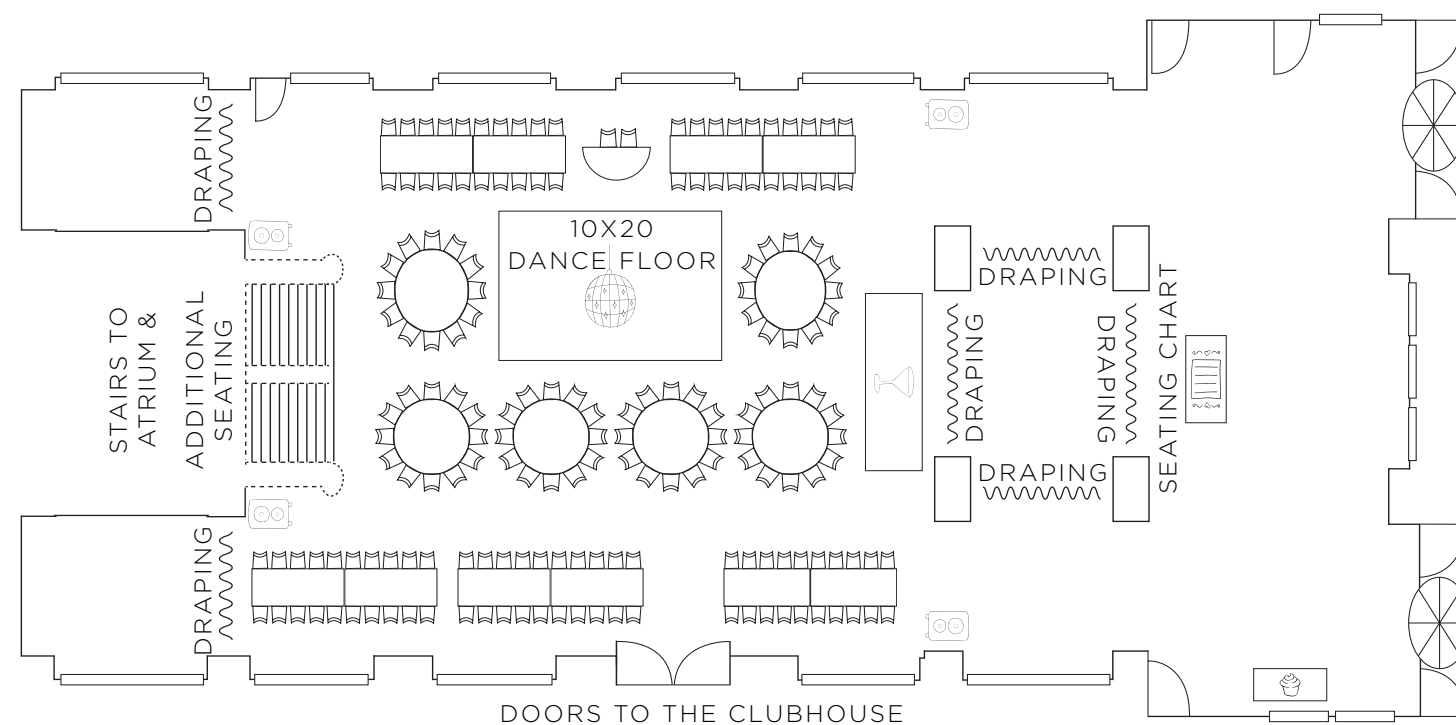 DRAPING
10X20
DANCE FLOOR
DRAPING
STAIRS TO
ATRIUM &
ADDITIONAL
SEATING
DRAPING
DRAPING
SEATING CHART
DRAPING
DRAPING
DOORS TO THE CLUBHOUSE